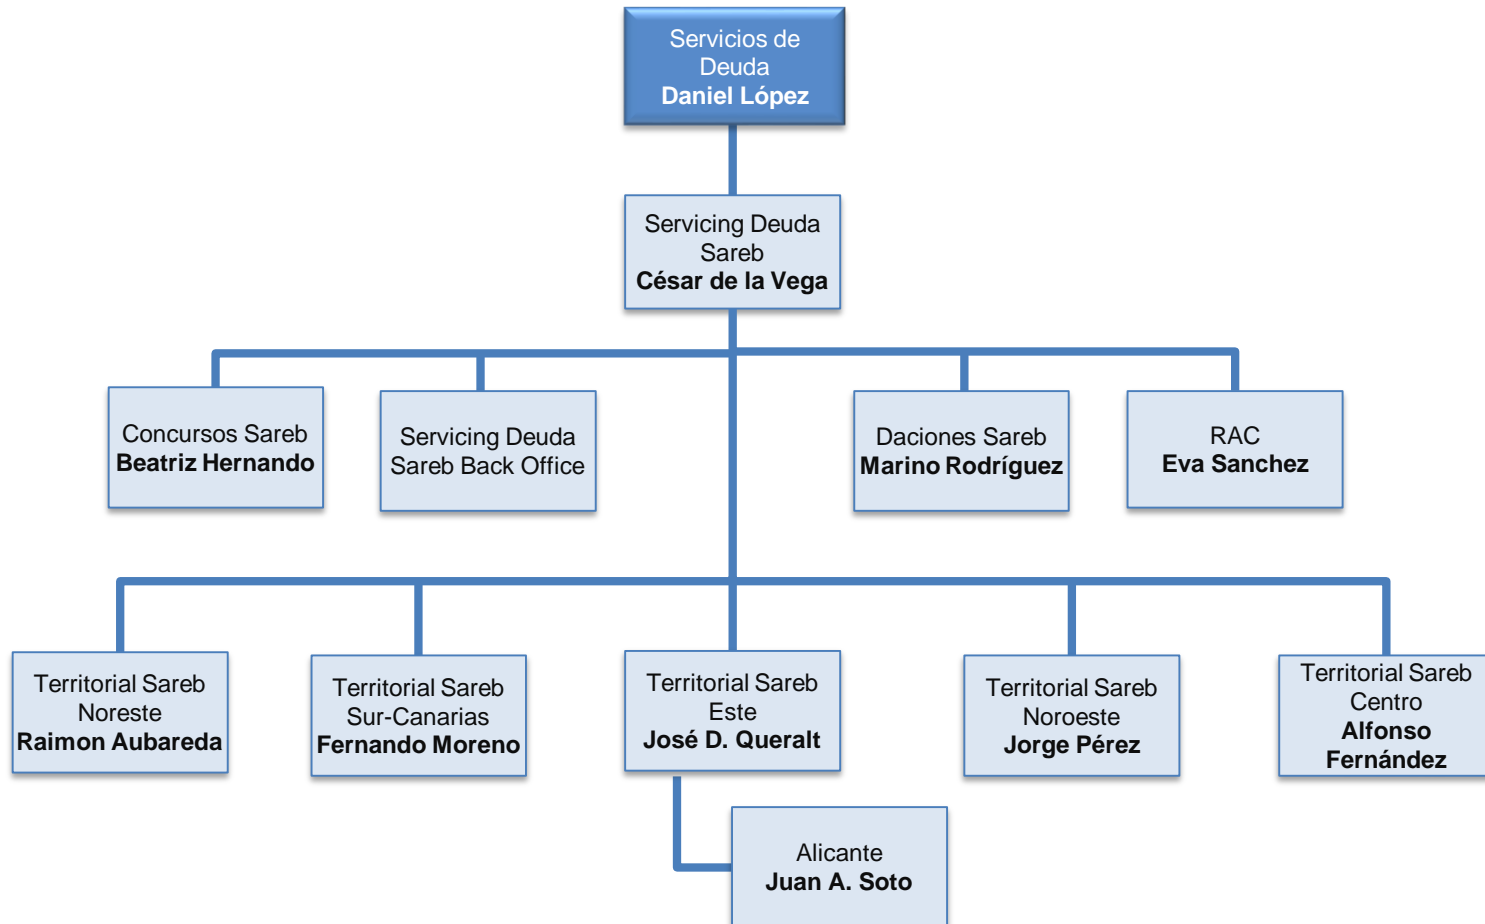 Servicios de
Deuda
Daniel López
Servicing Deuda
Sareb
César de la Vega
Concursos Sareb
Beatriz Hernando
Servicing Deuda
Sareb Back Office
Daciones Sareb
Marino Rodríguez
RAC
Eva Sanchez
Territorial Sareb
Noreste
Raimon Aubareda
Territorial Sareb
Sur-Canarias
Fernando Moreno
Territorial Sareb
Este
José D. Queralt
Territorial Sareb
Noroeste
Jorge Pérez
Territorial Sareb
Centro
Alfonso
Fernández
Alicante
Juan A. Soto